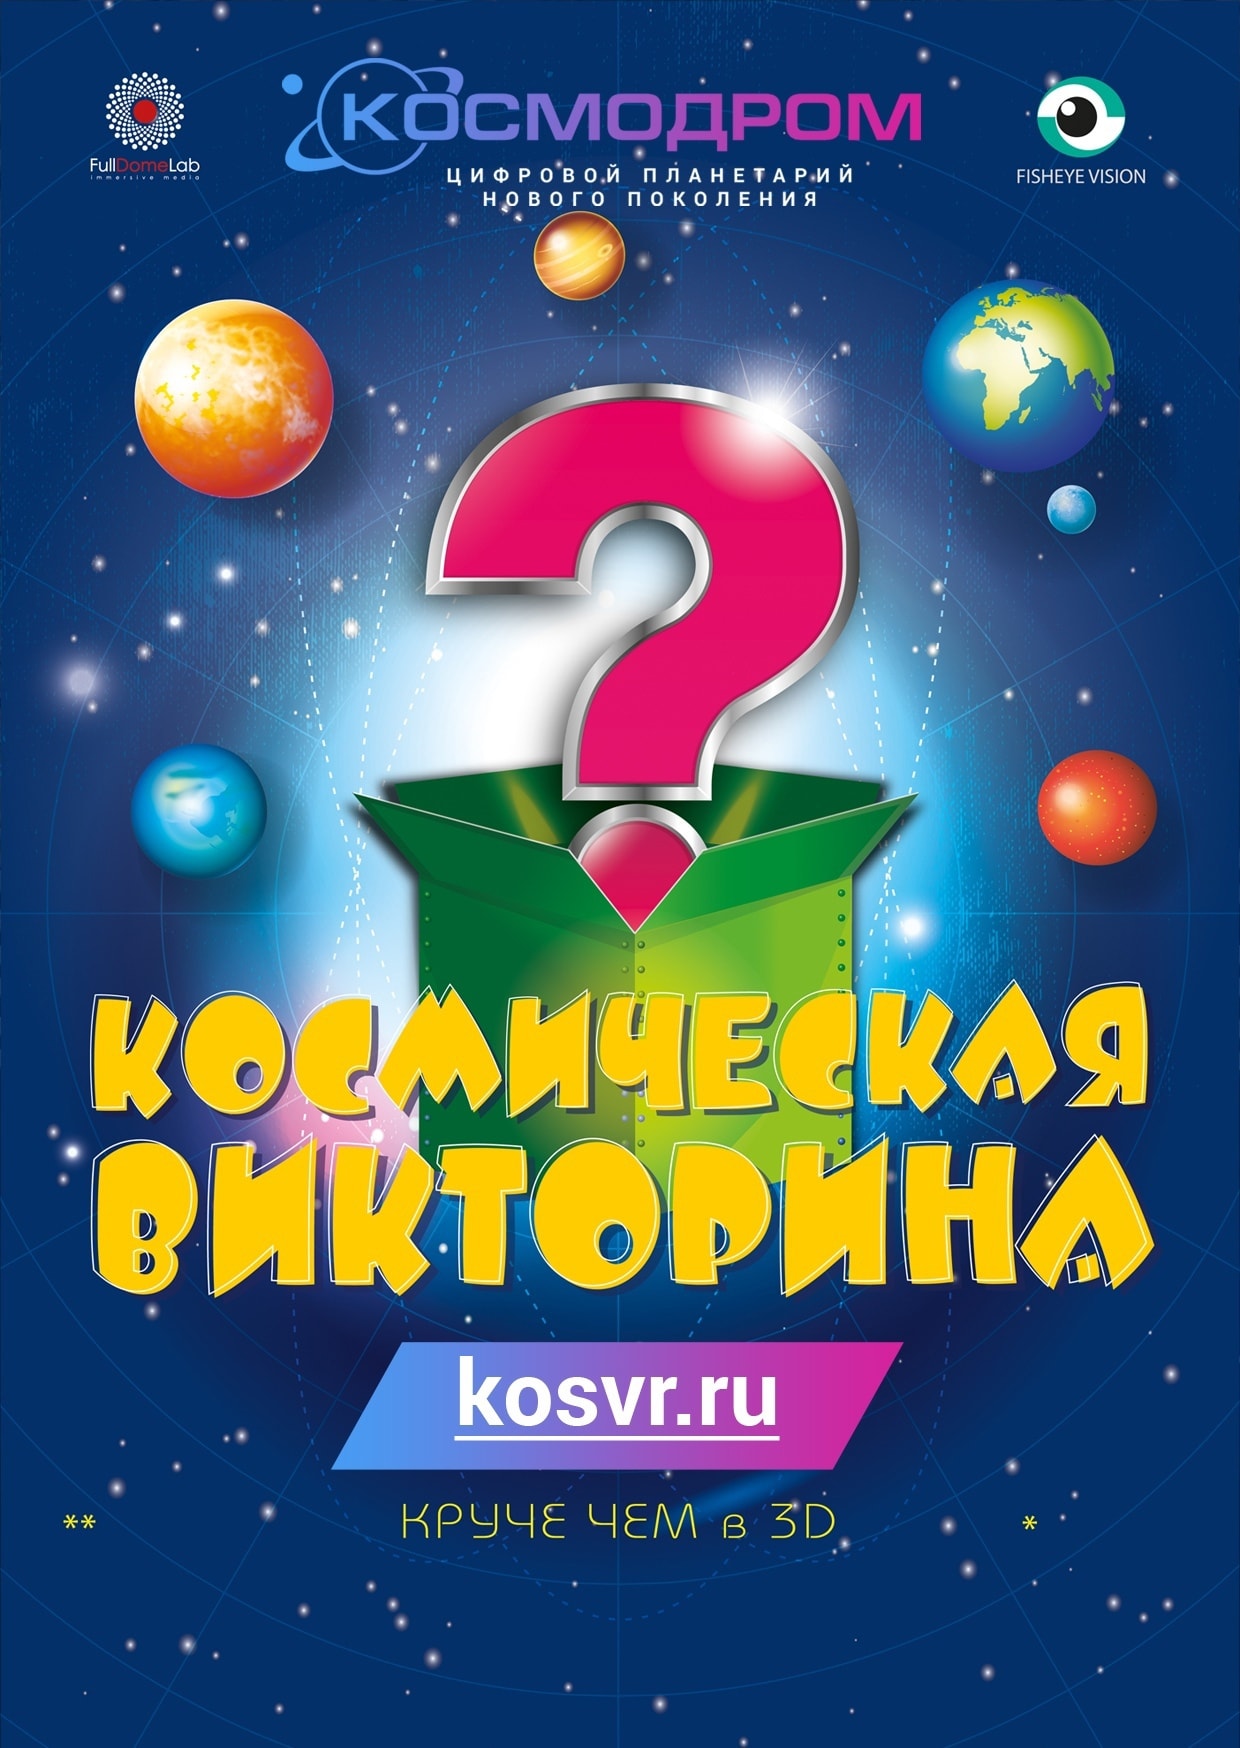 FullDomeLab
immersive media
КОСМОДРОМ
ЦИФРОВОЙ ПЛАНЕТАРИЙ
НОВОГО ПОКОЛЕНИЯ
FISHEYE VISION
?
КОСМИЧЕСКАЯ
ВИКТОРИНА
kosvr.ru
** КРУЧЕ ЧЕМ в 3D *